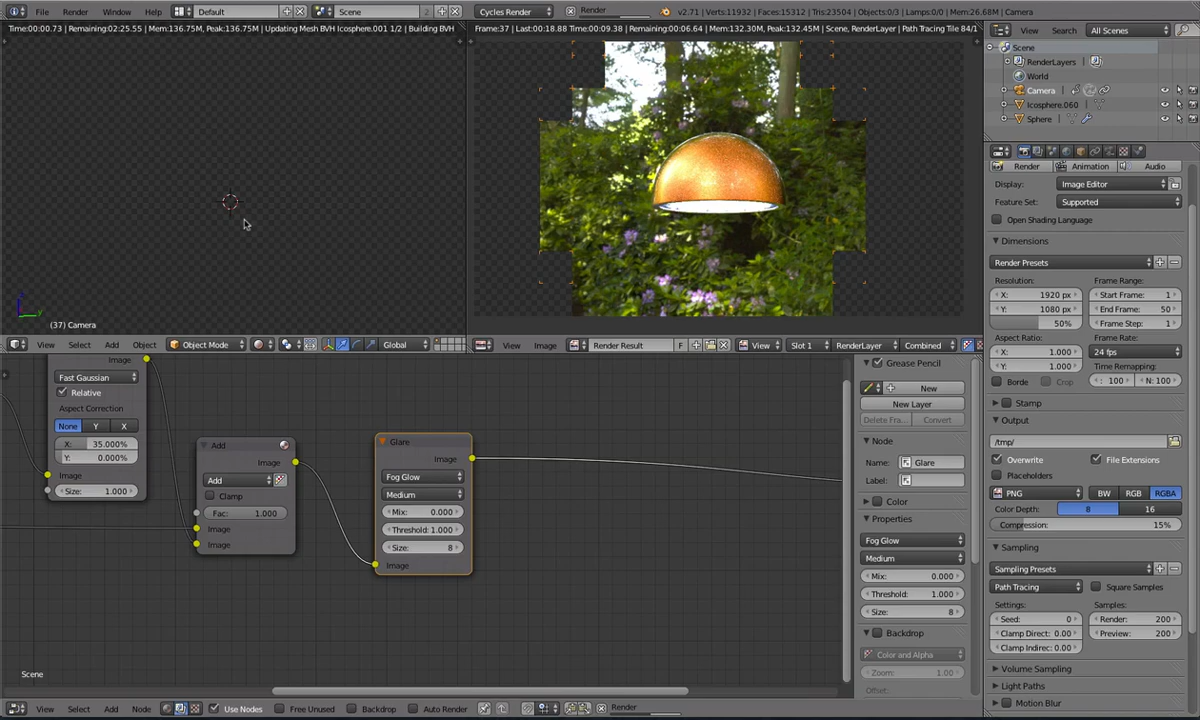 File Render Window Help Default Scene 2 Cycles Render Render v2.71 | Verts:11932 | Faces:15312 | Tris:23504 | Objects:0/3 | Lamps:0/0 | Mem:26.68M | Camera
Time:00:00.73 | Remaining:02:25.55 | Mem:136.75M, Peak:136.75M | Updating Mesh BVH Icosphere.001 1/2 | Building BVH
Frame:37 | Last:00:18.88 Time:00:09.38 | Remaining:00:06.64 | Mem:132.30M, Peak:132.45M | Scene, RenderLayer | Path Tracing Tile 84/1
(37) Camera
View Select Add Object Object Mode Global
View Image Render Result F View Slot 1 RenderLayer Combined
Image
Fast Gaussian
Relative
Aspect Correction
None Y X
X: 35.000%
Y: 0.000%
Image
Size: 1.000
Add
Image
Add
Clamp
Fac: 1.000
Image
Image
Glare
Image
Fog Glow
Medium
Mix: 0.000
Threshold: 1.000
Size: 8
Image
Scene
View Select Add Node Use Nodes Free Unused Backdrop Auto Render Render
Grease Pencil
New
New Layer
Delete Fra... Convert
Node
Name: Glare
Label:
Color
Properties
Fog Glow
Medium
Mix: 0.000
Threshold: 1.000
Size: 8
Backdrop
Color and Alpha
Zoom: 1.00
Offset:
View Search All Scenes
Scene
RenderLayers
World
Camera
Icosphere.060
Sphere
Render Animation Audio
Display: Image Editor
Feature Set: Supported
Open Shading Language
Dimensions
Render Presets
Resolution: Frame Range:
X: 1920 px Start Frame: 1
Y: 1080 px End Frame: 50
50% Frame Step: 1
Aspect Ratio: Frame Rate:
X: 1.000 24 fps
Y: 1.000 Time Remapping:
Borde Crop : 100 N: 100
Stamp
Output
/tmp/
Overwrite File Extensions
Placeholders
PNG BW RGB RGBA
Color Depth: 8 16
Compression: 15%
Sampling
Sampling Presets
Path Tracing Square Samples
Settings: Samples:
Seed: 0 Render: 200
Clamp Direct: 0.00 Preview: 200
Clamp Indirec: 0.00
Volume Sampling
Light Paths
Motion Blur